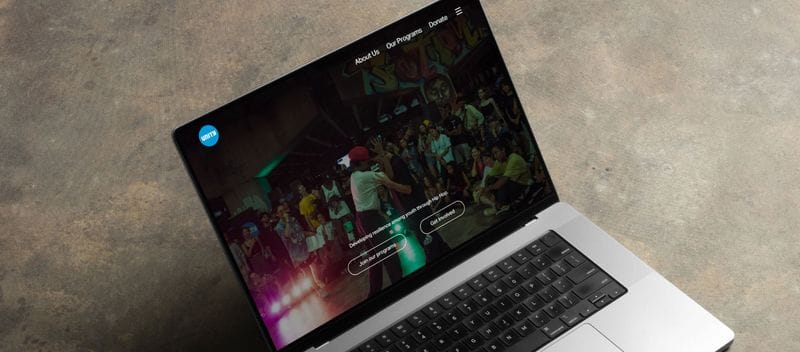 About Us
Our Programs
Donate
UNITY
Developing resilience among youth through Hip Hop.
Join our programs
Get Involved